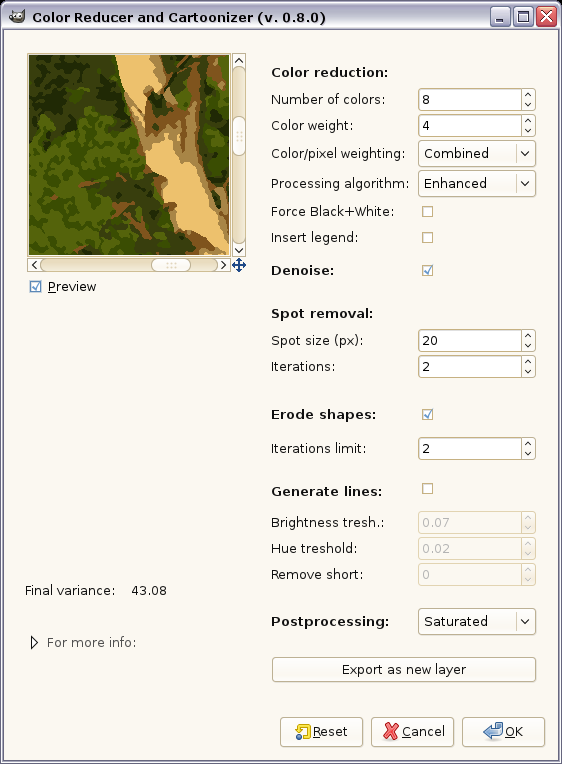 Color Reducer and Cartoonizer (v. 0.8.0)
Color reduction:
Number of colors: 8
Color weight: 4
Color/pixel weighting: Combined
Processing algorithm: Enhanced
Force Black+White:
Insert legend:
Denoise:
Preview
Spot removal:
Spot size (px): 20
Iterations: 2
Erode shapes:
Iterations limit: 2
Generate lines:
Brightness tresh.: 0.07
Hue treshold: 0.02
Remove short: 0
Final variance: 43.08
Postprocessing: Saturated
For more info:
Export as new layer
Reset Cancel OK